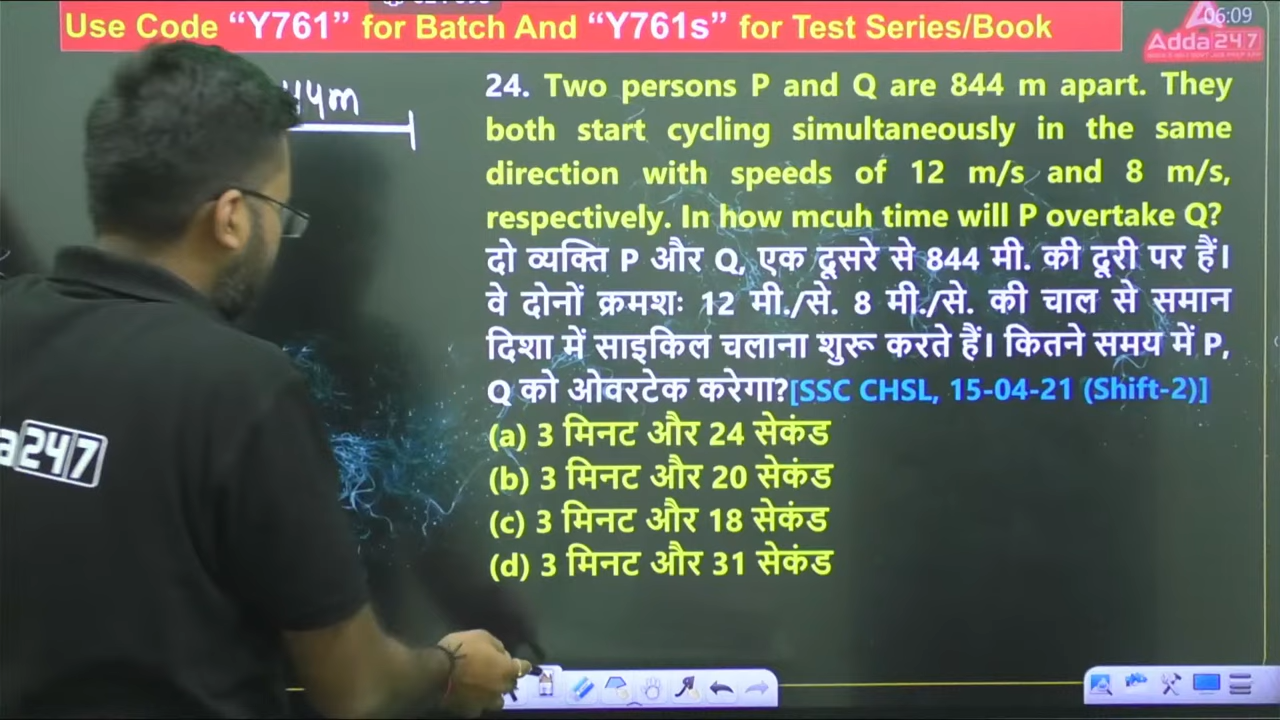 Use Code “Y761” for Batch And “Y761s” for Test Series/Book
06:09
Adda247
24. Two persons P and Q are 844 m apart. They
both start cycling simultaneously in the same
direction with speeds of 12 m/s and 8 m/s,
respectively. In how mcuh time will P overtake Q?
दो व्यक्ति P और Q, एक दूसरे से 844 मी. की दूरी पर हैं।
वे दोनों क्रमशः 12 मी./से. 8 मी./से. की चाल से समान
दिशा में साइकिल चलाना शुरू करते हैं। कितने समय में P,
Q को ओवरटेक करेगा?[SSC CHSL, 15-04-21 (Shift-2)]
(a) 3 मिनट और 24 सेकंड
(b) 3 मिनट और 20 सेकंड
(c) 3 मिनट और 18 सेकंड
(d) 3 मिनट और 31 सेकंड
44m
a247